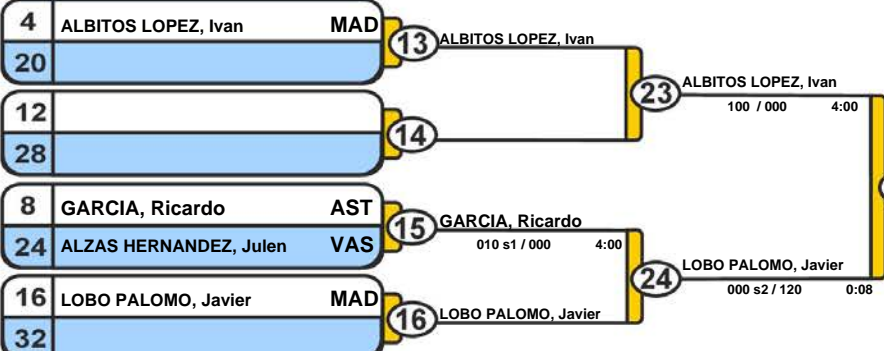 4 ALBITOS LOPEZ, Ivan MAD
20
13 ALBITOS LOPEZ, Ivan
12
28
14
23 ALBITOS LOPEZ, Ivan
100 / 000 4:00
8 GARCIA, Ricardo AST
24 ALZAS HERNANDEZ, Julen VAS
15 GARCIA, Ricardo
010 s1 / 000 4:00
16 LOBO PALOMO, Javier MAD
32
16 LOBO PALOMO, Javier
24 LOBO PALOMO, Javier
000 s2 / 120 0:08